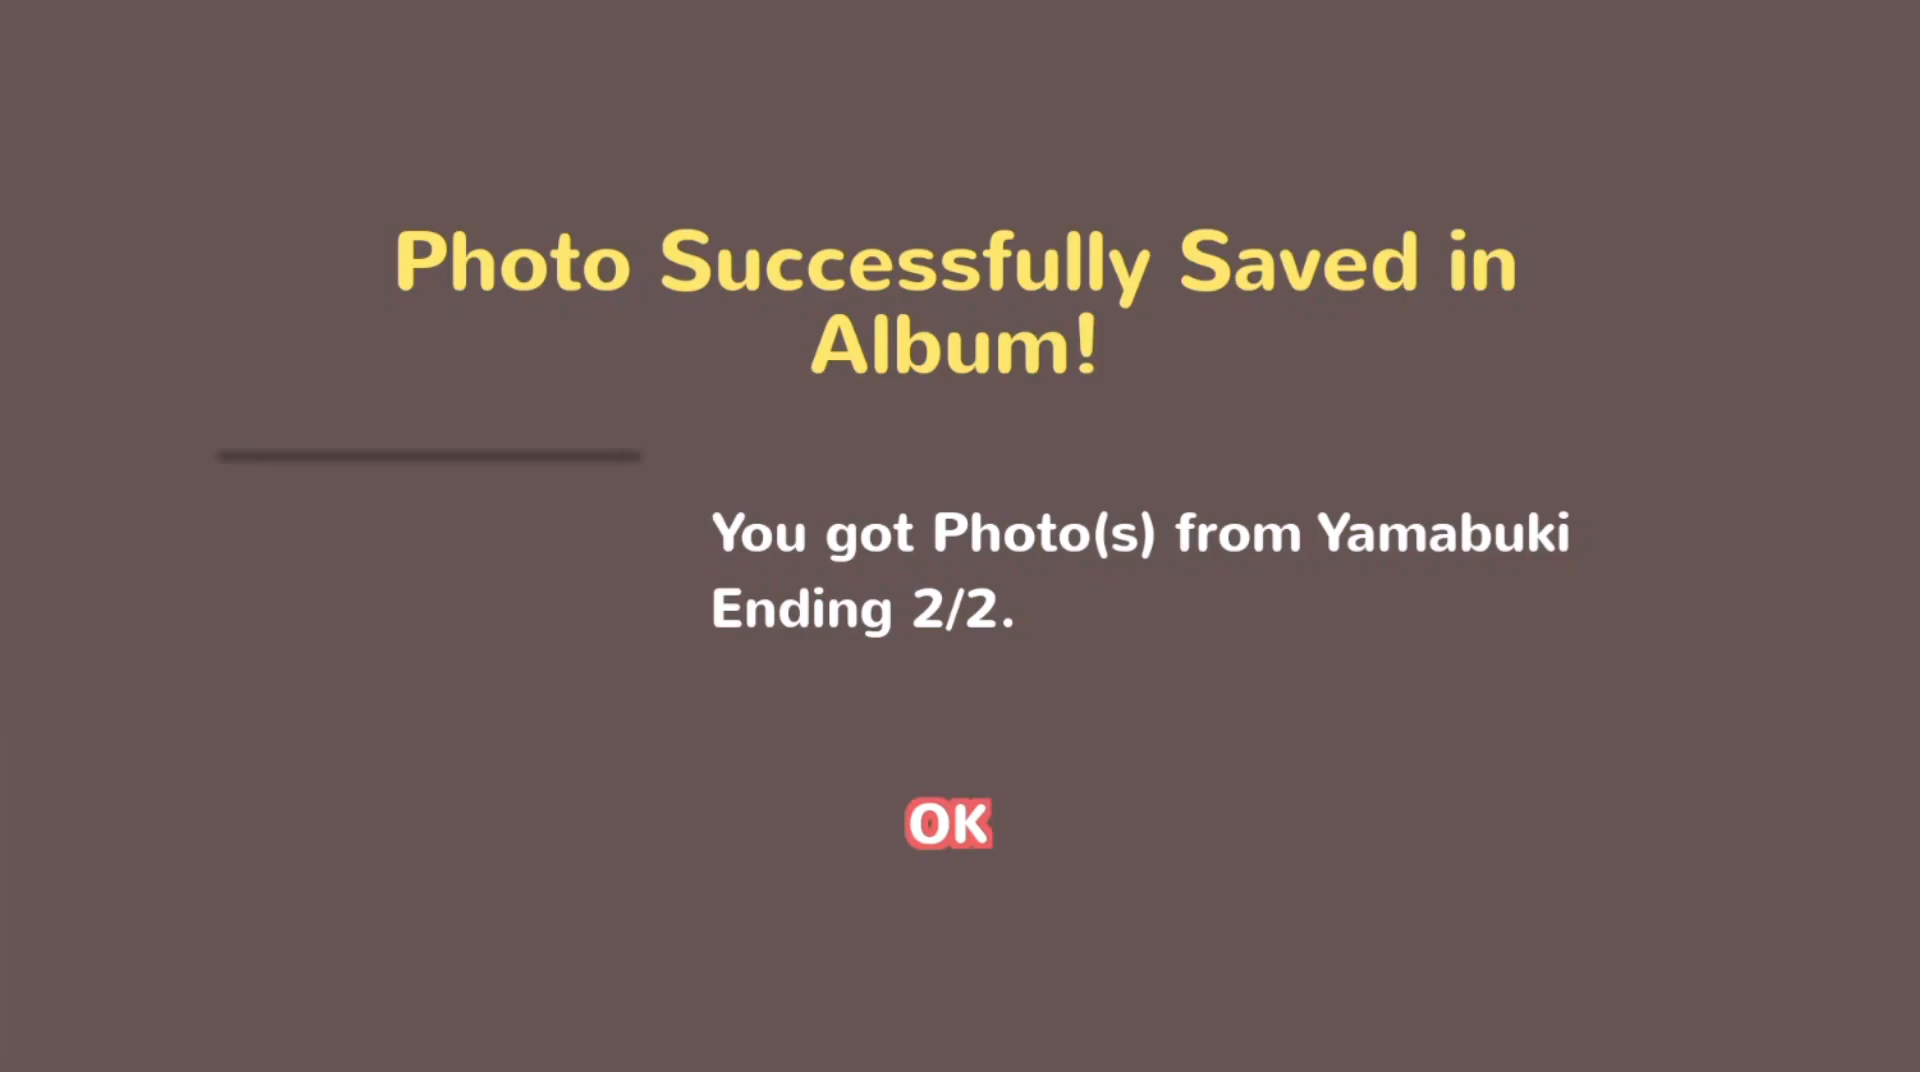 Photo Successfully Saved in
Album!
You got Photo(s) from Yamabuki
Ending 2/2.
OK